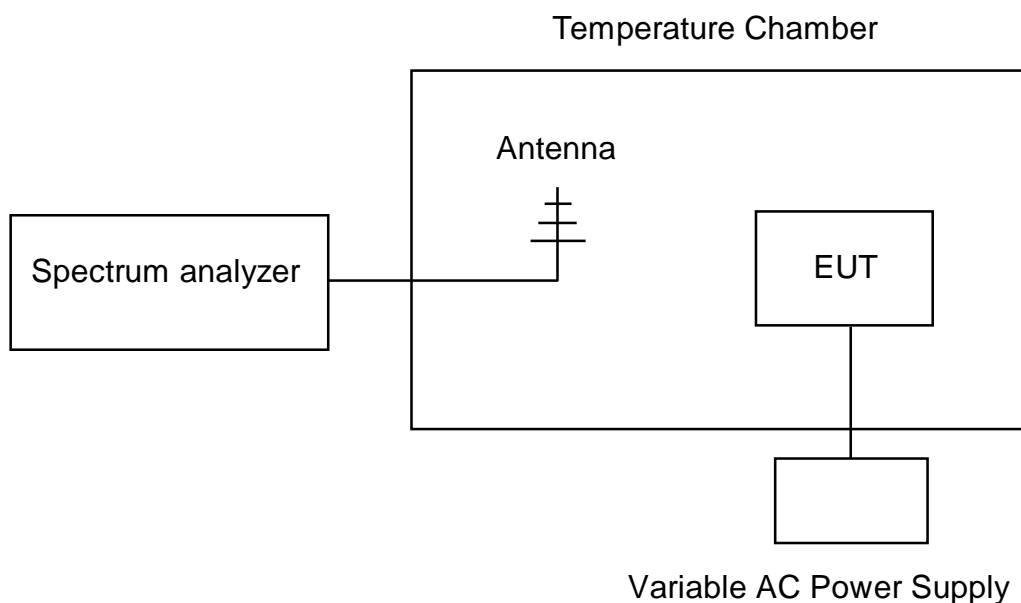 Temperature Chamber
Antenna
Spectrum analyzer
EUT
Variable AC Power Supply